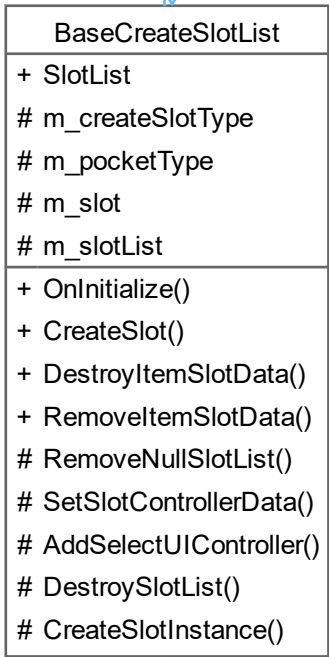 BaseCreateSlotList
+ SlotList
# m_createSlotType
# m_pocketType
# m_slot
# m_slotList
+ OnInitialize()
+ CreateSlot()
+ DestroyItemSlotData()
+ RemoveItemSlotData()
# RemoveNullSlotList()
# SetSlotControllerData()
# AddSelectUIController()
# DestroySlotList()
# CreateSlotInstance()